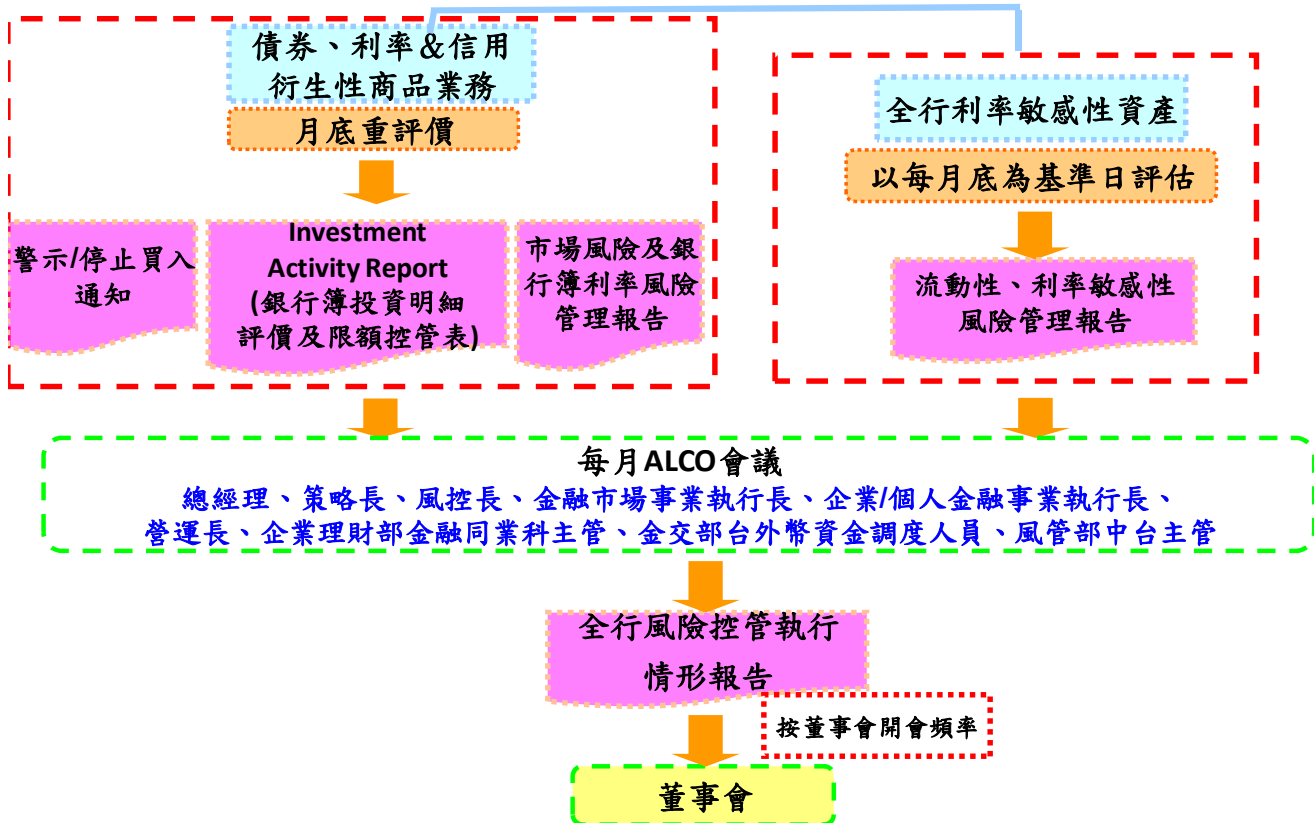 債券、利率＆信用
衍生性商品業務
月底重評價
警示/停止買入
通知
Investment
Activity Report
(銀行簿投資明細
評價及限額控管表)
市場風險及銀
行簿利率風險
管理報告
全行利率敏感性資產
以每月底為基準日評估
流動性、利率敏感性
風險管理報告
每月ALCO會議
總經理、策略長、風控長、金融市場事業執行長、企業/個人金融事業執行長、
營運長、企業理財部金融同業科主管、金交部台外幣資金調度人員、風管部中台主管
全行風險控管執行
情形報告
按董事會開會頻率
董事會